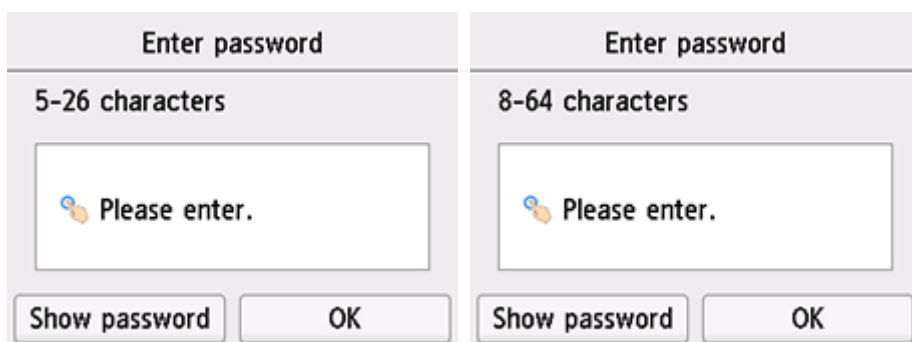 Enter password
5-26 characters
Please enter.
Show password
OK
Enter password
8-64 characters
Please enter.
Show password
OK